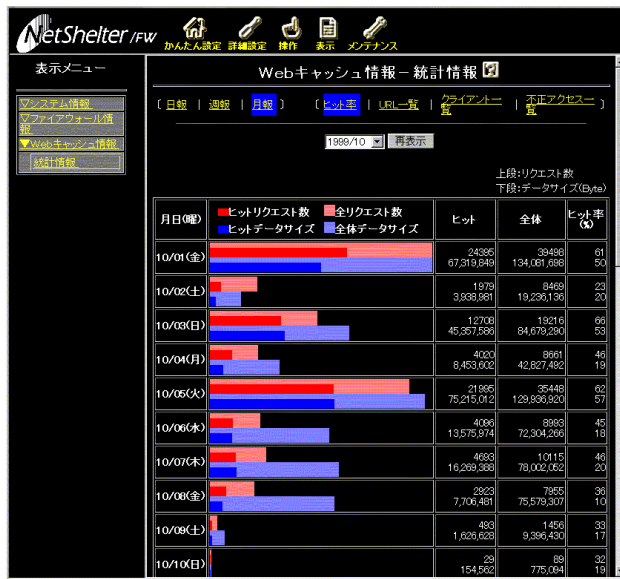 NetShelter /FW
かんたん設定 詳細設定 操作 表示 メンテナンス
表示メニュー
▽システム情報
▽ファイアウォール情報
▼Webキャッシュ情報
統計情報
Webキャッシュ情報－統計情報
〔 日報 | 週報 | 月報 〕 〔 ヒット率 | URL一覧 | クライアント一覧 | 不正アクセス一覧 〕
1999/10 再表示
上段:リクエスト数
下段:データサイズ(Byte)
月日(曜) ヒットリクエスト数 全リクエスト数 ヒット 全体 ヒット率(%)
ヒットデータサイズ 全体データサイズ
10/01(金) 24395 39498 61
67,319,849 134,081,698 50
10/02(土) 1979 8469 23
3,938,981 19,236,136 20
10/03(日) 12708 19216 66
45,357,586 84,679,290 53
10/04(月) 4020 8661 46
8,453,602 42,827,492 19
10/05(火) 21995 35448 62
75,215,012 129,936,920 57
10/06(水) 4096 8993 45
13,575,974 72,304,266 18
10/07(木) 4693 10115 46
16,269,388 78,002,052 20
10/08(金) 2923 7955 36
7,706,481 75,579,307 10
10/09(土) 493 1456 33
1,626,628 9,396,430 17
10/10(日) 29 89 32
154,562 775,094 19